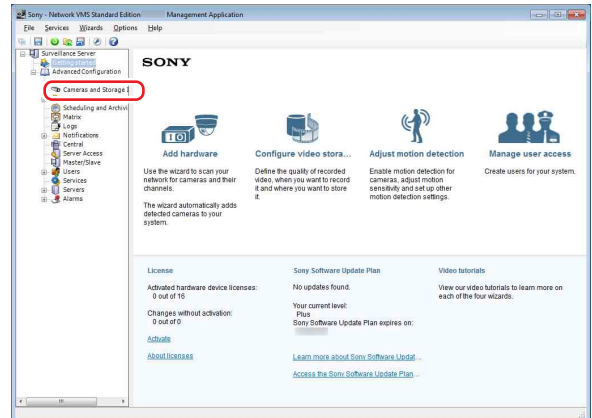 Sony - Network VMS Standard Edition Management Application
File Services Wizards Options Help
Surveillance Server
Getting started
Advanced Configuration
Cameras and Storage I
Scheduling and Archivi
Matrix
Logs
Notifications
Central
Server Access
Master/Slave
Users
Services
Servers
Alarms
SONY
Add hardware
Use the wizard to scan your
network for cameras and their
channels.
The wizard automatically adds
detected cameras to your
system.
Configure video stora...
Define the quality of recorded
video, when you want to record
it and where you want to store
it.
Adjust motion detection
Enable motion detection for
cameras, adjust motion
sensitivity and set up other
motion detection settings.
Manage user access
Create users for your system.
License
Activated hardware device licenses:
0 out of 16
Changes without activation:
0 out of 0
Activate
About licenses
Sony Software Update Plan
No updates found.
Your current level:
Plus
Sony Software Update Plan expires on:
Learn more about Sony Software Updat...
Access the Sony Software Update Plan...
Video tutorials
View our video tutorials to learn more on
each of the four wizards.